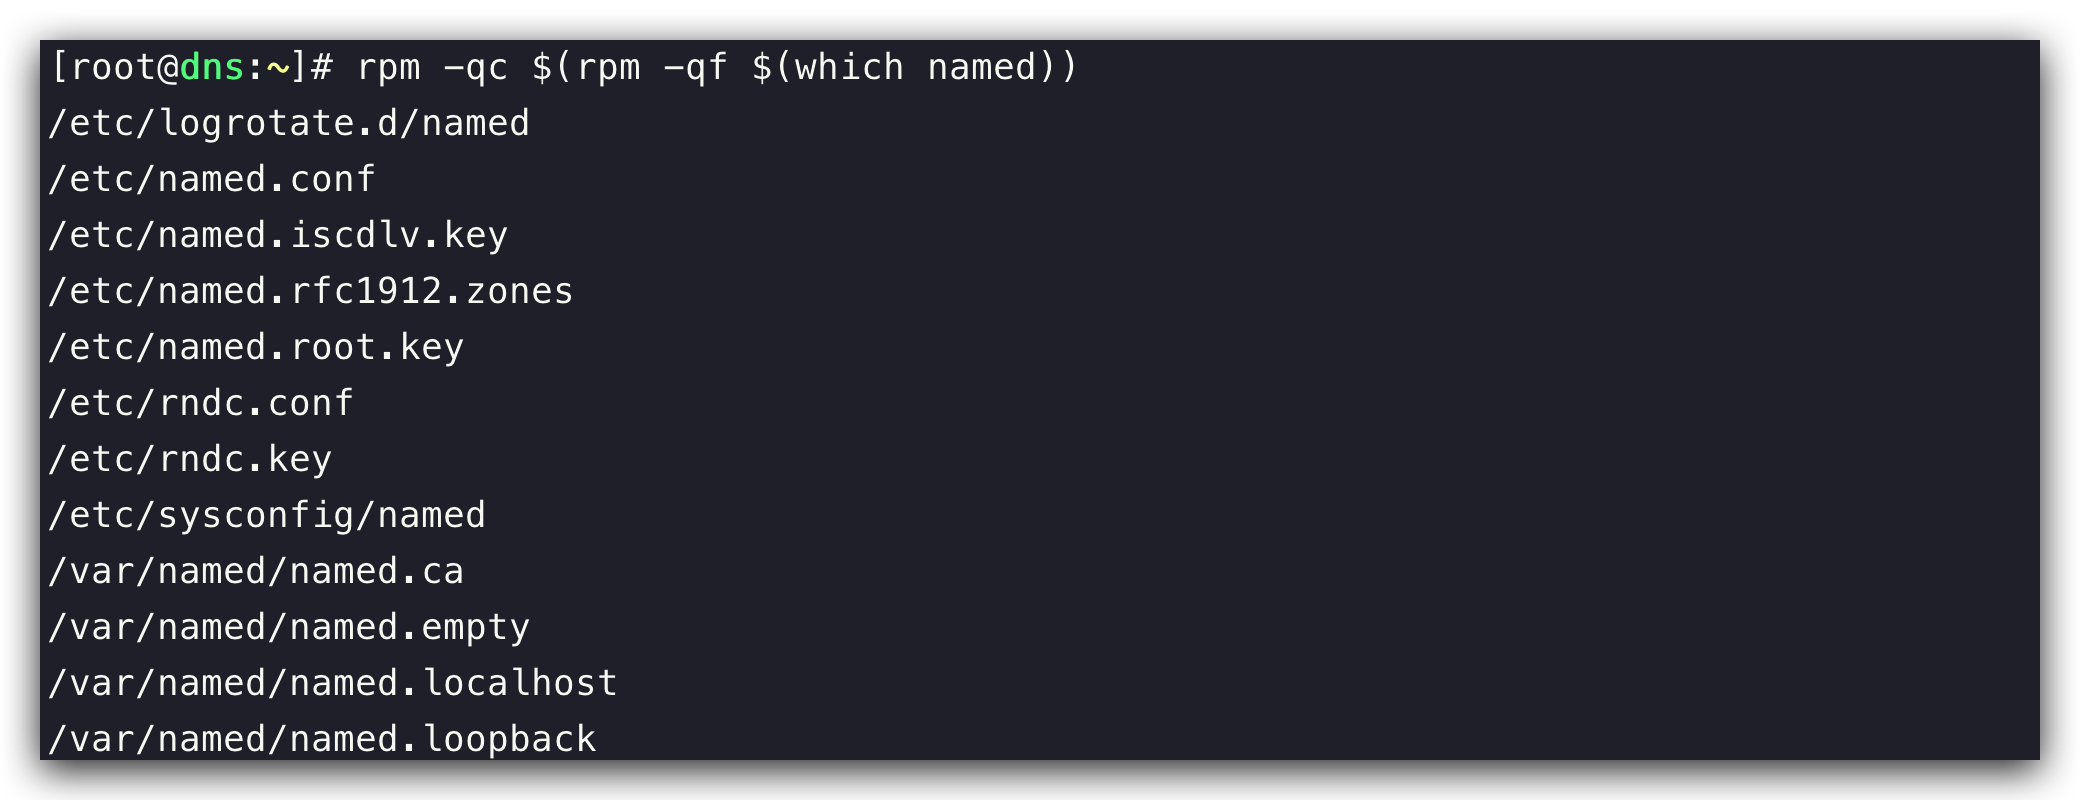 [root@dns:~]# rpm -qc $(rpm -qf $(which named))
/etc/logrotate.d/named
/etc/named.conf
/etc/named.iscdlv.key
/etc/named.rfc1912.zones
/etc/named.root.key
/etc/rndc.conf
/etc/rndc.key
/etc/sysconfig/named
/var/named/named.ca
/var/named/named.empty
/var/named/named.localhost
/var/named/named.loopback